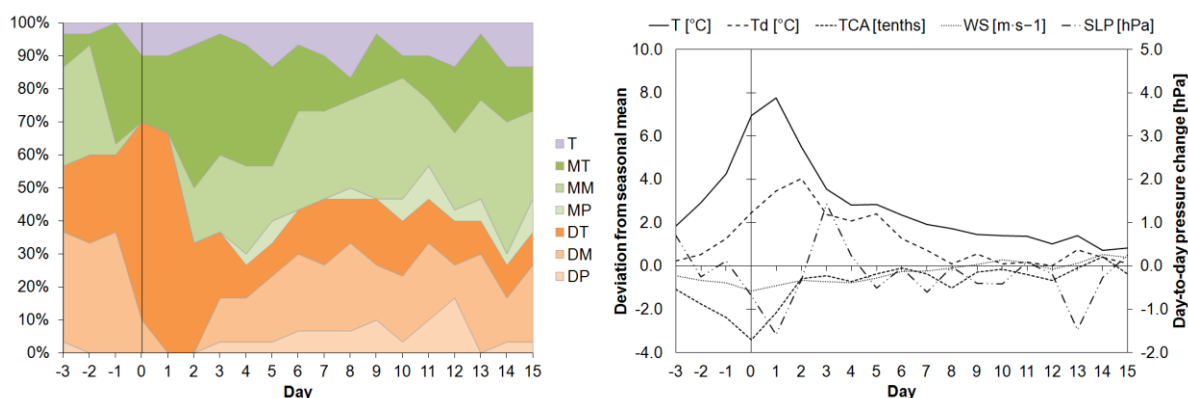 100%
90%
80%
70%
60%
50%
40%
30%
20%
10%
0%
-3 -2 -1 0 1 2 3 4 5 6 7 8 9 10 11 12 13 14 15
Day
T
MT
MM
MP
DT
DM
DP
T [°C] Td [°C] TCA [tenths] WS [m·s−1] SLP [hPa]
Deviation from seasonal mean
10.0
8.0
6.0
4.0
2.0
0.0
-2.0
-4.0
5.0
4.0
3.0
2.0
1.0
0.0
-1.0
-2.0
Day-to-day pressure change [hPa]
-3 -2 -1 0 1 2 3 4 5 6 7 8 9 10 11 12 13 14 15
Day